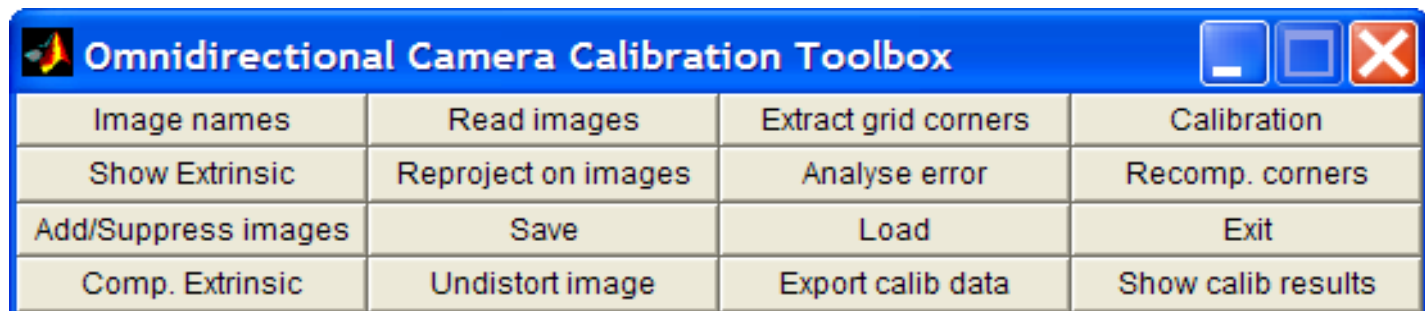 Omnidirectional Camera Calibration Toolbox
Image names Read images Extract grid corners Calibration
Show Extrinsic Reproject on images Analyse error Recomp. corners
Add/Suppress images Save Load Exit
Comp. Extrinsic Undistort image Export calib data Show calib results